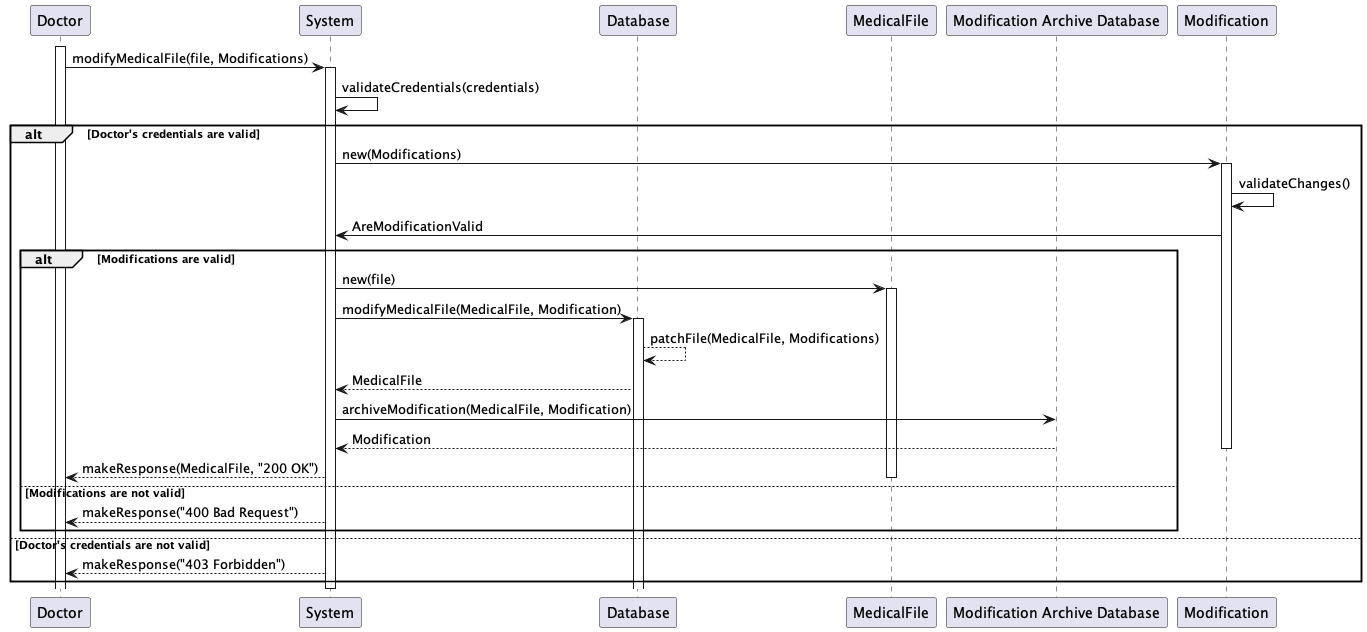 Doctor System Database MedicalFile Modification Archive Database Modification
modifyMedicalFile(file, Modifications)
validateCredentials(credentials)
alt [Doctor's credentials are valid]
new(Modifications)
validateChanges()
AreModificationValid
alt [Modifications are valid]
new(file)
modifyMedicalFile(MedicalFile, Modification)
patchFile(MedicalFile, Modifications)
MedicalFile
archiveModification(MedicalFile, Modification)
Modification
makeResponse(MedicalFile, "200 OK")
[Modifications are not valid]
makeResponse("400 Bad Request")
[Doctor's credentials are not valid]
makeResponse("403 Forbidden")
Doctor System Database MedicalFile Modification Archive Database Modification